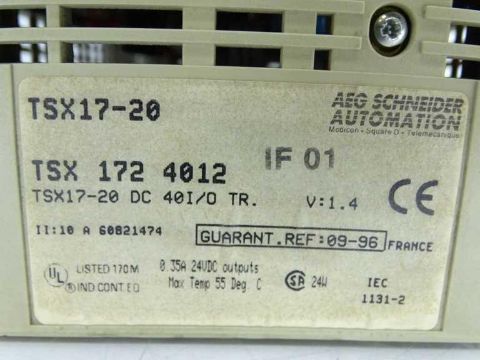 TSX17-20
AEG SCHNEIDER
AUTOMATION
Modicon - Square D - Telemecanique
TSX 172 4012
IF 01
TSX17-20 DC 40I/O TR.
V:1.4
CE
II:10 A 60821474
GUARANT.REF:09-96
FRANCE
UL
LISTED 170M
IND CONT EQ
0.35A 24VDC outputs
Max Temp 55 Deg. C
SA 24W
IEC
1131-2